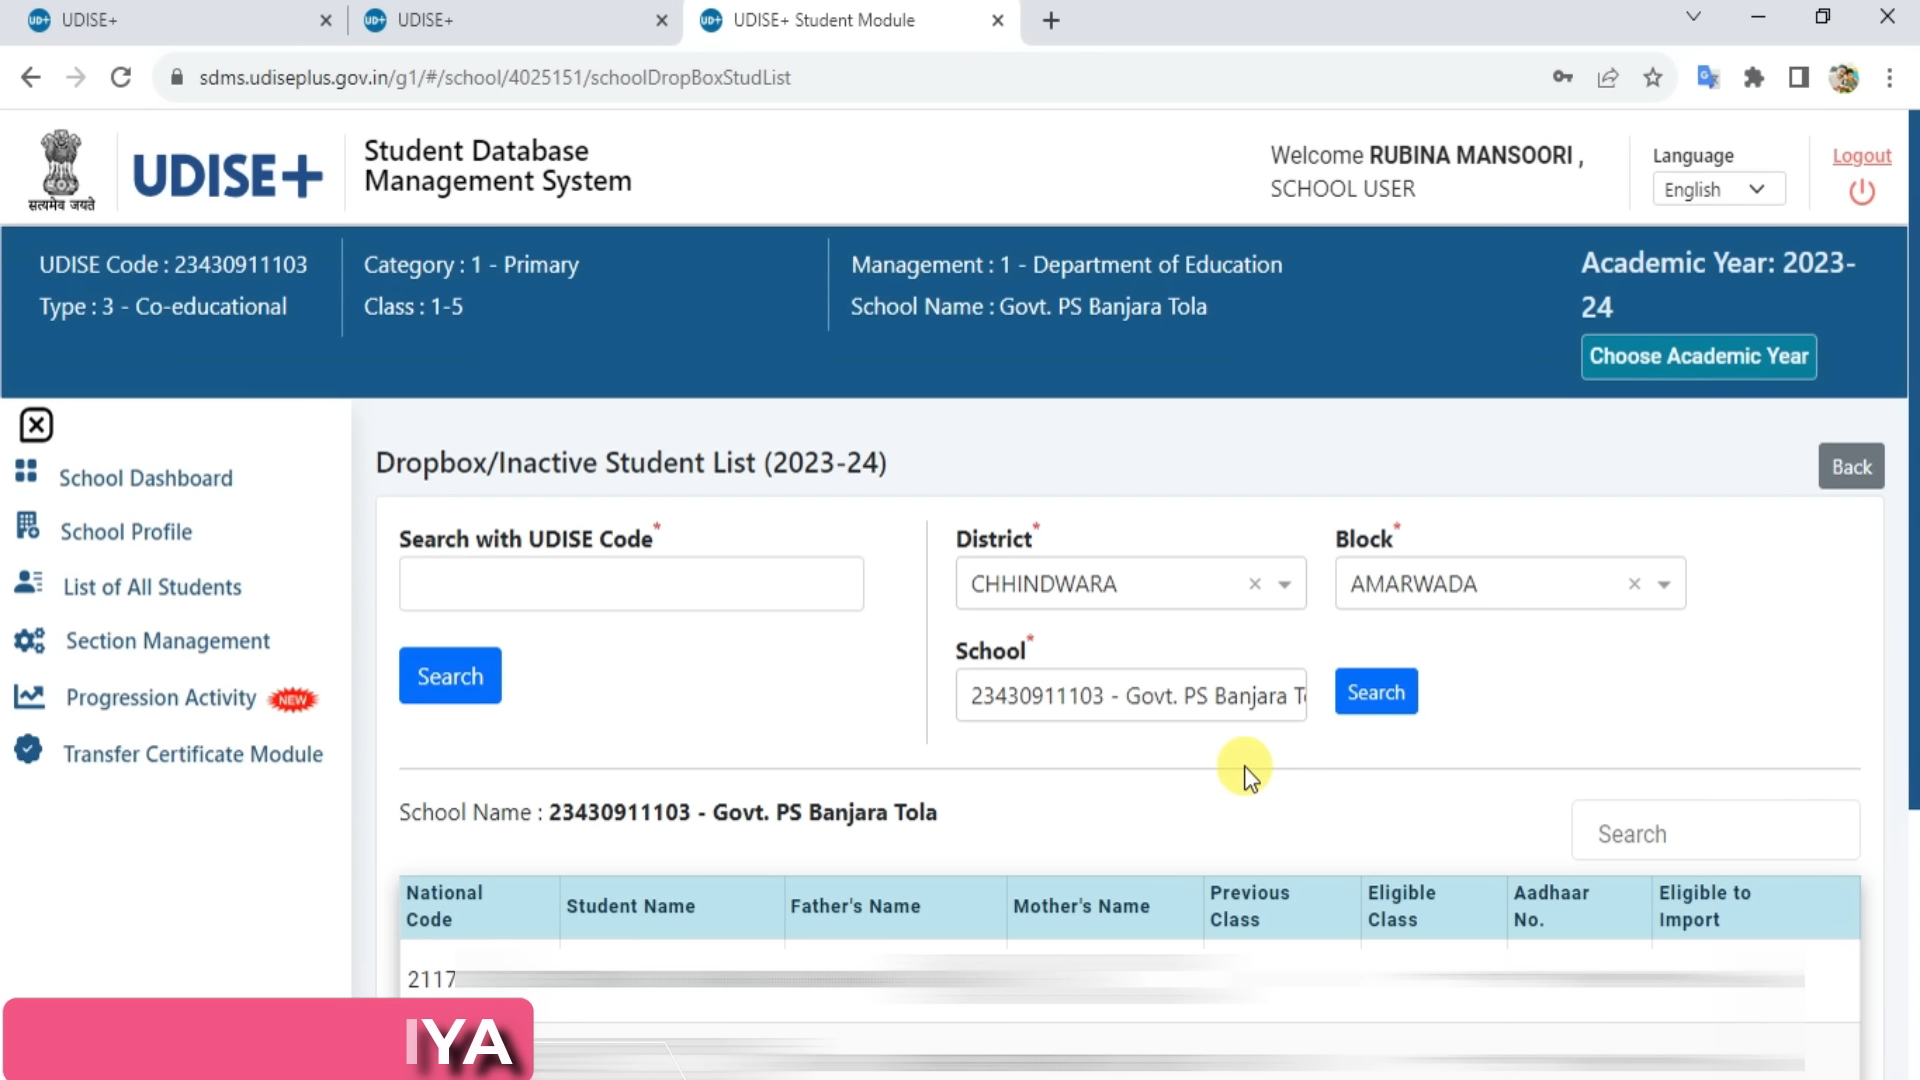 UDISE+
UDISE+
UDISE+ Student Module
sdms.udiseplus.gov.in/g1/#/school/4025151/schoolDropBoxStudList
सत्यमेव जयते
UDISE+
Student Database
Management System
Welcome RUBINA MANSOORI ,
SCHOOL USER
Language
English
Logout
UDISE Code : 23430911103
Type : 3 - Co-educational
Category : 1 - Primary
Class : 1-5
Management : 1 - Department of Education
School Name : Govt. PS Banjara Tola
Academic Year: 2023-
24
Choose Academic Year
School Dashboard
School Profile
List of All Students
Section Management
Progression Activity NEW
Transfer Certificate Module
Dropbox/Inactive Student List (2023-24)
Back
Search with UDISE Code*
Search
District*
CHHINDWARA
Block*
AMARWADA
School*
23430911103 - Govt. PS Banjara T
Search
School Name : 23430911103 - Govt. PS Banjara Tola
Search
National
Code
Student Name
Father's Name
Mother's Name
Previous
Class
Eligible
Class
Aadhaar
No.
Eligible to
Import
2117
IYA